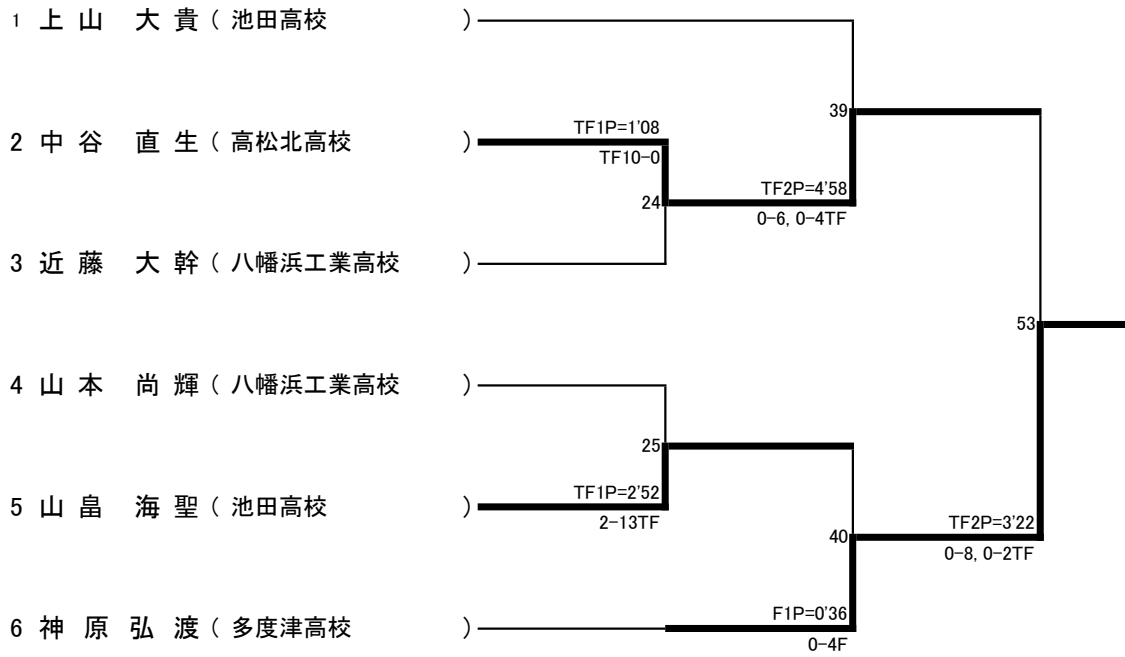 1 上 山 大 貴 ( 池田高校 )
39
2 中 谷 直 生 ( 高松北高校 )
TF1P=1'08
TF10-0
24
TF2P=4'58
0-6, 0-4TF
3 近 藤 大 幹 ( 八幡浜工業高校 )
53
4 山 本 尚 輝 ( 八幡浜工業高校 )
25
5 山 畠 海 聖 ( 池田高校 )
TF1P=2'52
2-13TF
40
TF2P=3'22
0-8, 0-2TF
6 神 原 弘 渡 ( 多度津高校 )
F1P=0'36
0-4F